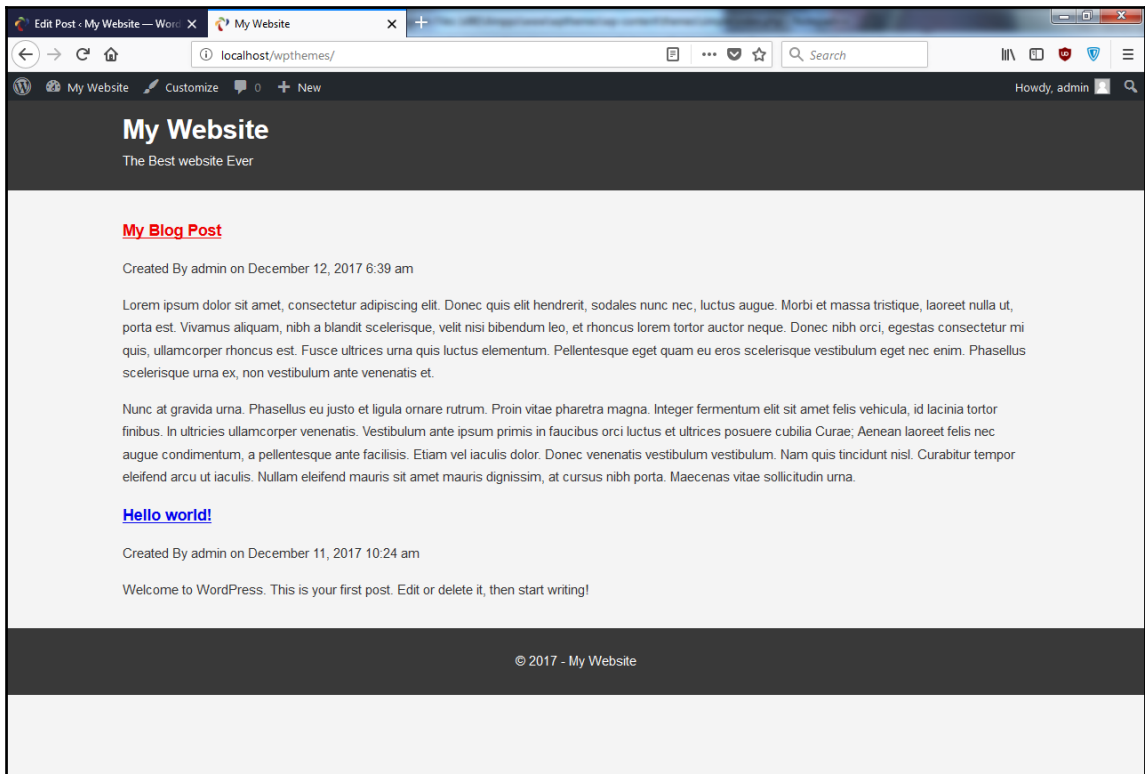 Edit Post ‹ My Website — Word
My Website
localhost/wpthemes/
Search
My Website
Customize
0
New
Howdy, admin
My Website
The Best website Ever
My Blog Post
Created By admin on December 12, 2017 6:39 am
Lorem ipsum dolor sit amet, consectetur adipiscing elit. Donec quis elit hendrerit, sodales nunc nec, luctus augue. Morbi et massa tristique, laoreet nulla ut,
porta est. Vivamus aliquam, nibh a blandit scelerisque, velit nisi bibendum leo, et rhoncus lorem tortor auctor neque. Donec nibh orci, egestas consectetur mi
quis, ullamcorper rhoncus est. Fusce ultrices urna quis luctus elementum. Pellentesque eget quam eu eros scelerisque vestibulum eget nec enim. Phasellus
scelerisque urna ex, non vestibulum ante venenatis et.
Nunc at gravida urna. Phasellus eu justo et ligula ornare rutrum. Proin vitae pharetra magna. Integer fermentum elit sit amet felis vehicula, id lacinia tortor
finibus. In ultricies ullamcorper venenatis. Vestibulum ante ipsum primis in faucibus orci luctus et ultrices posuere cubilia Curae; Aenean laoreet felis nec
augue condimentum, a pellentesque ante facilisis. Etiam vel iaculis dolor. Donec venenatis vestibulum vestibulum. Nam quis tincidunt nisl. Curabitur tempor
eleifend arcu ut iaculis. Nullam eleifend mauris sit amet mauris dignissim, at cursus nibh porta. Maecenas vitae sollicitudin urna.
Hello world!
Created By admin on December 11, 2017 10:24 am
Welcome to WordPress. This is your first post. Edit or delete it, then start writing!
© 2017 - My Website